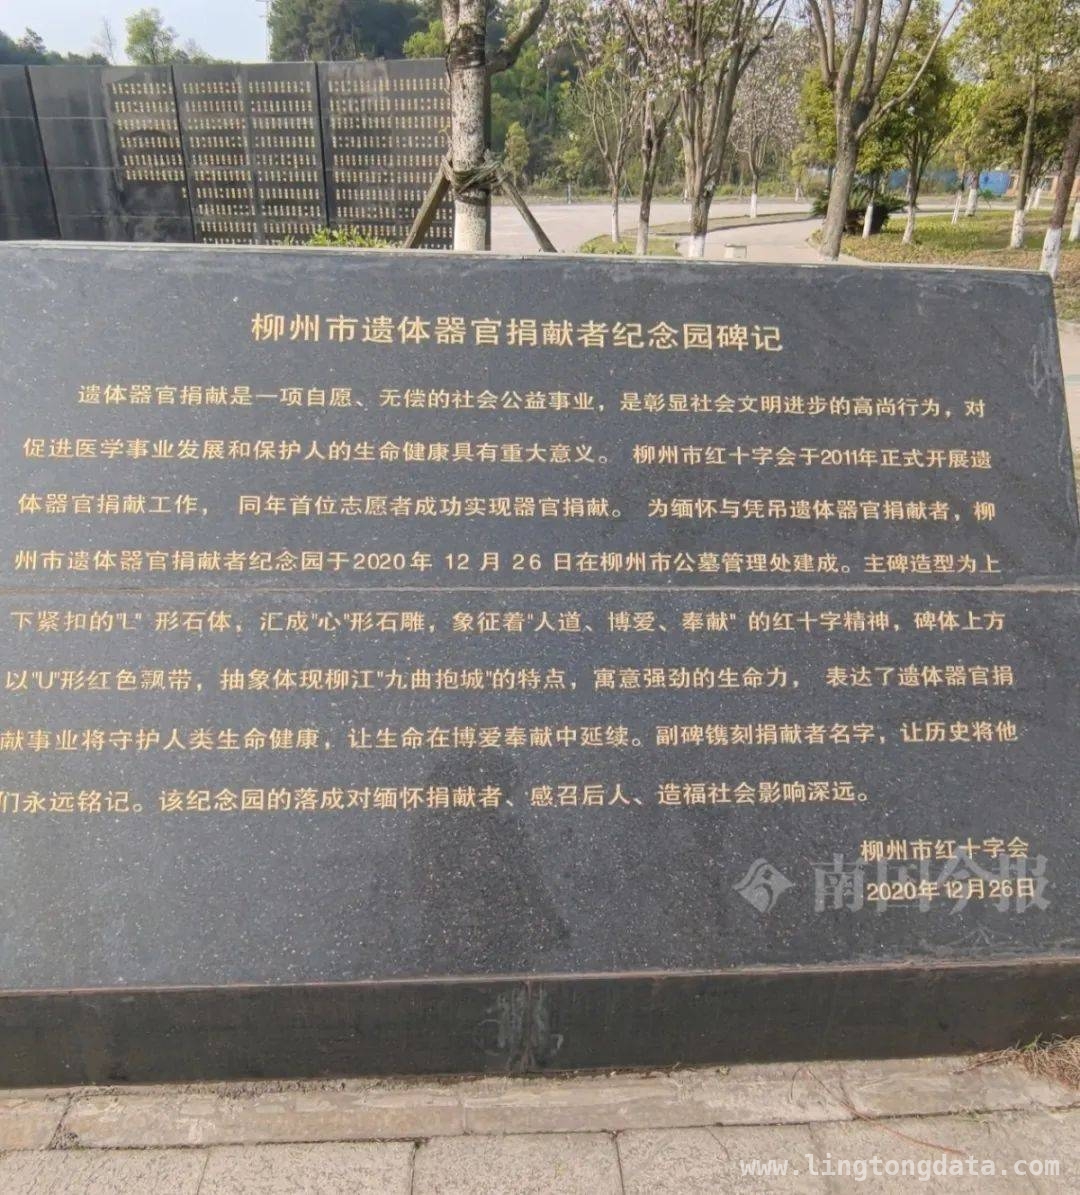 柳州市遗体器官捐献者纪念园碑记
遗体器官捐献是一项自愿、无偿的社会公益事业，是彰显社会文明进步的高尚行为，对
促进医学事业发展和保护人的生命健康具有重大意义。柳州市红十字会于2011年正式开展遗
体器官捐献工作， 同年首位志愿者成功实现器官捐献。 为缅怀与凭吊遗体器官捐献者，柳
州市遗体器官捐献者纪念园于2020年 12 月 26 日在柳州市公墓管理处建成。主碑造型为上
下紧扣的"L" 形石体，汇成"心"形石雕，象征着"人道、博爱、奉献" 的红十字精神，碑体上方
以"U"形红色飘带，抽象体现柳江"九曲抱城"的特点，寓意强劲的生命力， 表达了遗体器官捐
献事业将守护人类生命健康，让生命在博爱奉献中延续。副碑镌刻捐献者名字，让历史将他
们永远铭记。该纪念园的落成对缅怀捐献者、感召后人、造福社会影响深远。
柳州市红十字会
2020年12月26日
南国今报
www.lingtongdata.com